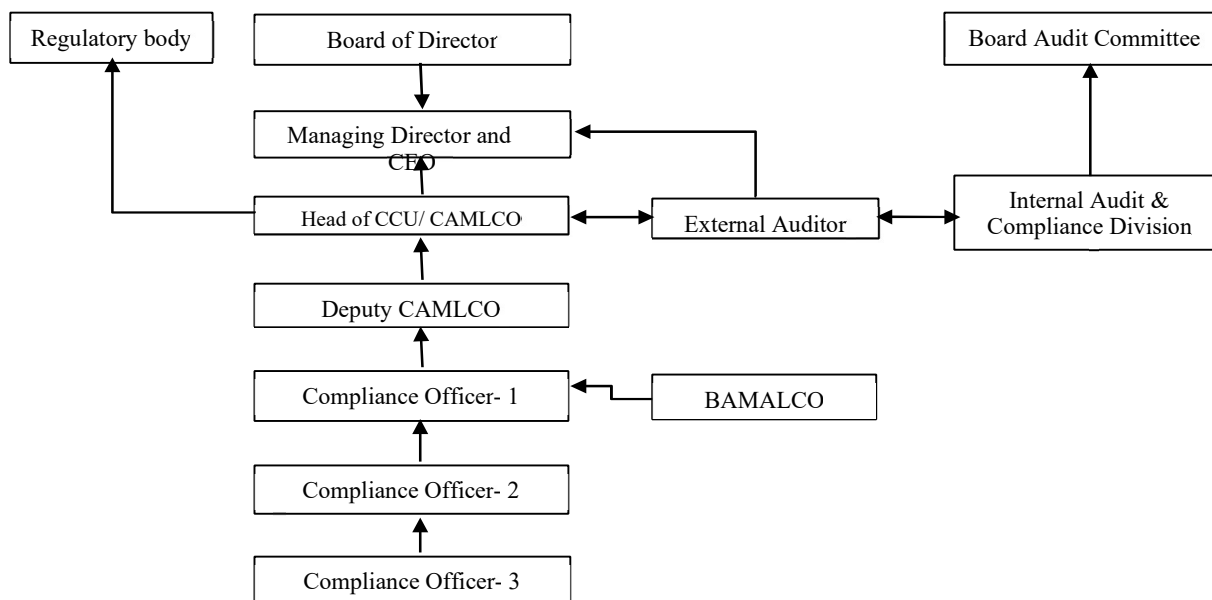 Regulatory body
Board of Director
Board Audit Committee
Managing Director and
CEO
Head of CCU/ CAMLCO
External Auditor
Internal Audit &
Compliance Division
Deputy CAMLCO
Compliance Officer- 1
BAMALCO
Compliance Officer- 2
Compliance Officer- 3